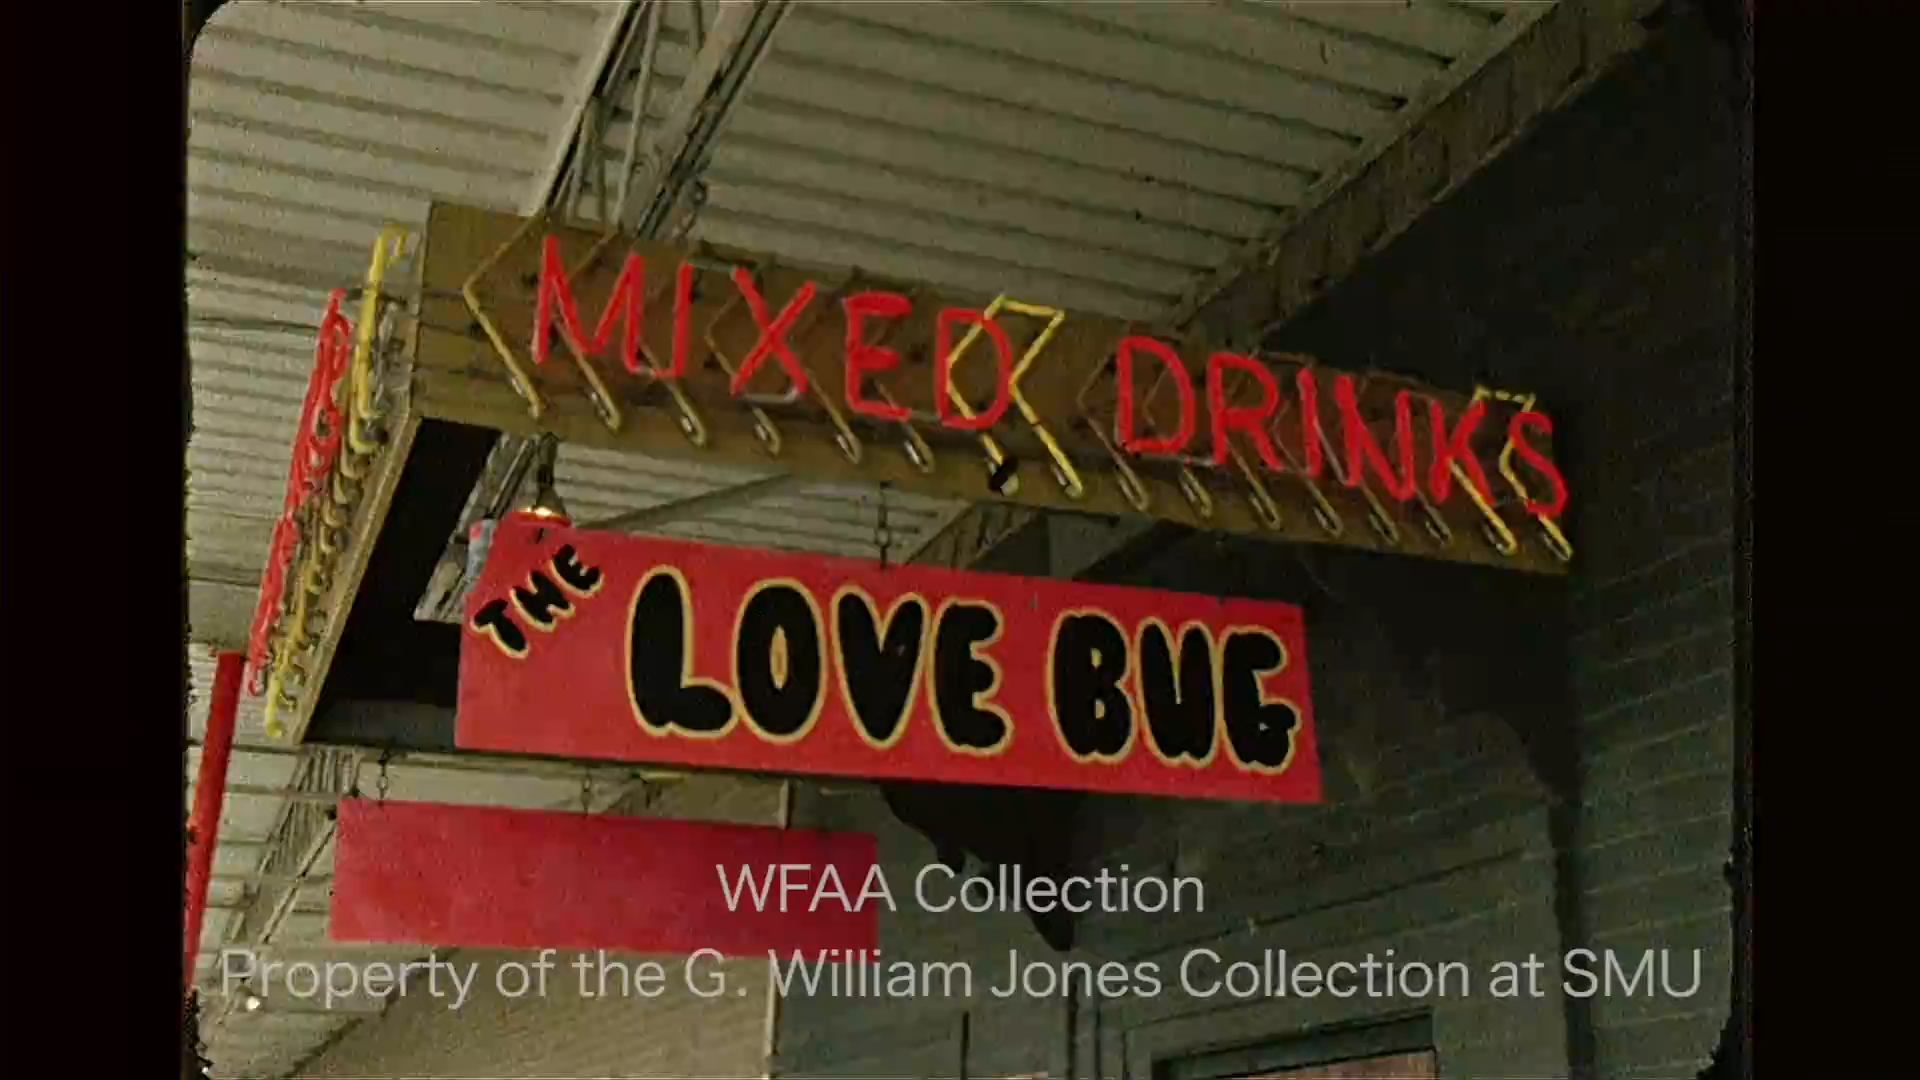 MIXED DRINKS
THE LOVE BUG
WFAA Collection
Property of the G. William Jones Collection at SMU